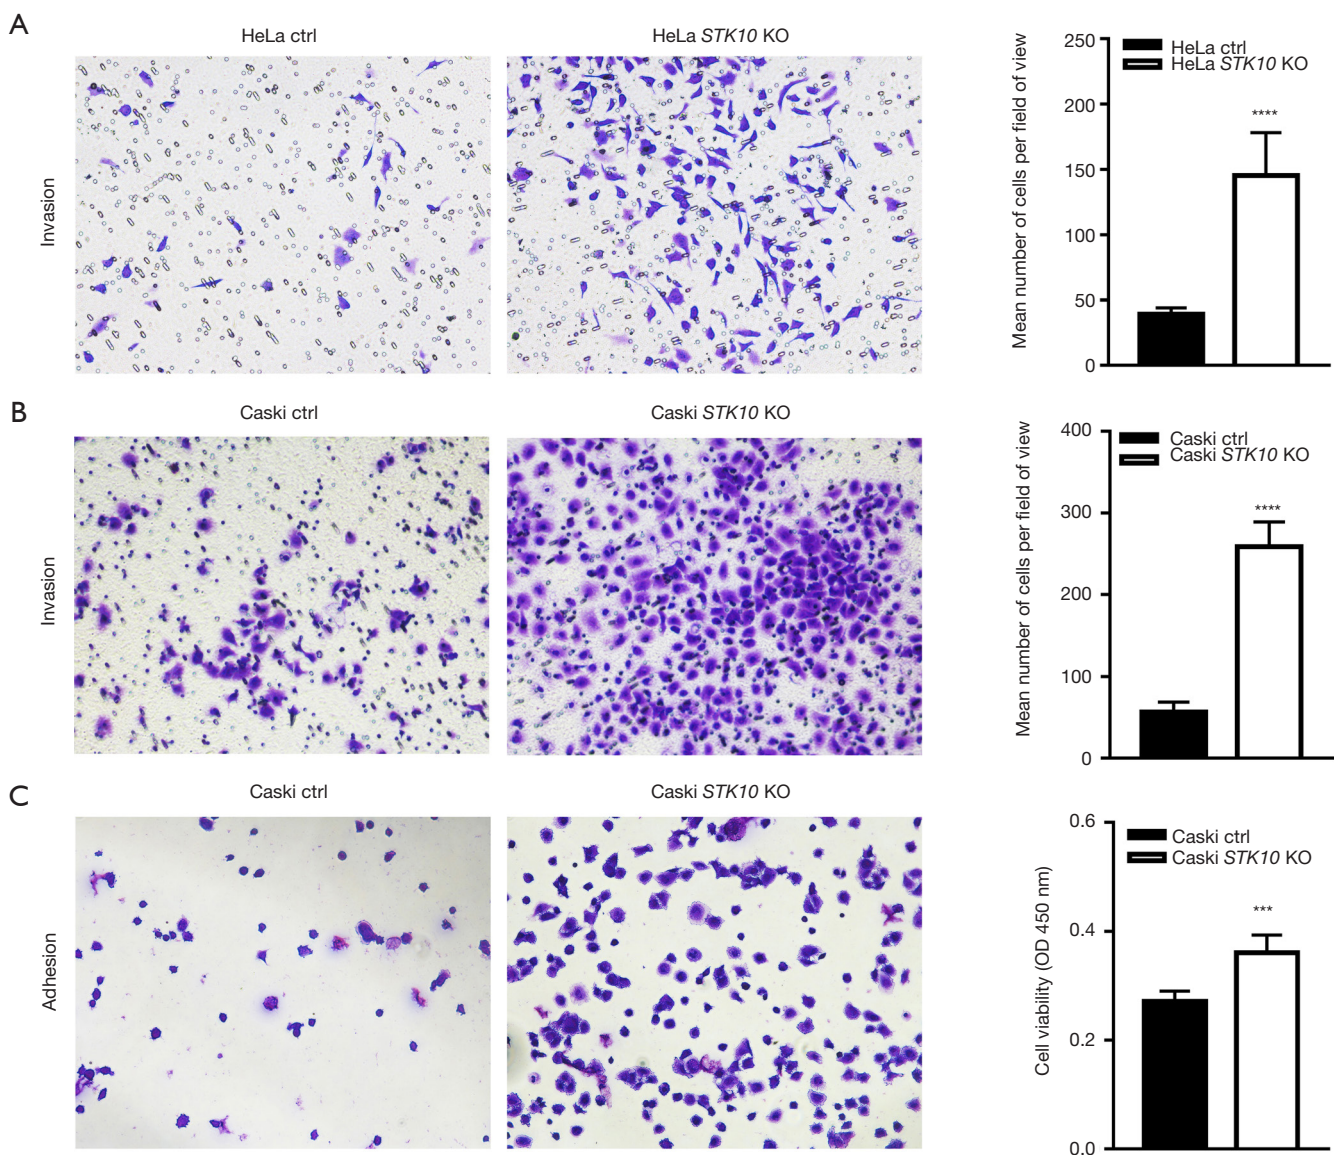 A
HeLa ctrl
HeLa STK10 KO
Invasion
Mean number of cells per field of view
250
200
150
100
50
0
HeLa ctrl
HeLa STK10 KO
****
B
Caski ctrl
Caski STK10 KO
Invasion
Mean number of cells per field of view
400
300
200
100
0
Caski ctrl
Caski STK10 KO
****
C
Caski ctrl
Caski STK10 KO
Adhesion
Cell viability (OD 450 nm)
0.6
0.4
0.2
0.0
Caski ctrl
Caski STK10 KO
***